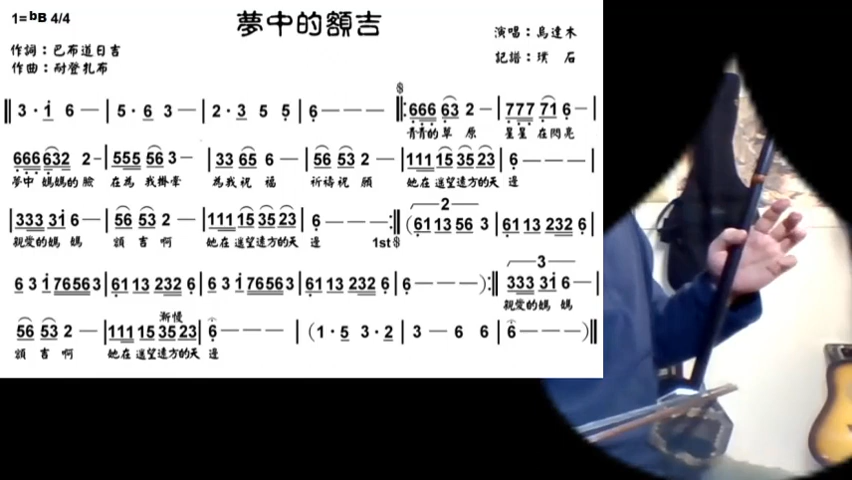 夢中的額吉
1=bB 4/4
演唱：烏達木
作詞：巴布道日吉
記譜：璞 石
作曲：耐登扎布
‖ 3 · i 6 — | 5 · 6 3 — | 2 · 3 5 5 | 6 — — — ‖: 666 63 2 — | 777 71 6 — |
青青的草 原 星星 在閃亮
666 632 2 — | 555 56 3 — | 33 65 6 — | 56 53 2 — | 111 15 35 23 | 6 — — — |
夢中 媽媽的 臉 在為 我掛牽 為我 祝 福 祈禱 祝 願 她在 遙望遠方的天 邊
| 333 31 6 — | 56 53 2 — | 111 15 35 23 | 6 — — — :‖ (61 13 56 3 | 61 13 232 6 |
2
親愛的媽 媽 額 吉 啊 她在 遙望遠方的天 邊 1st
6 3 i 76563 | 61 13 232 6 | 6 3 i 76563 | 61 13 232 6 | 6 — — — ) :‖ 333 31 6 — |
3
親愛的媽 媽
漸慢
56 53 2 — | 111 15 35 23 | 6 — — — | (1 · 5 3 · 2 | 3 — 6 6 | 6 — — — ) ‖
額 吉 啊 她在 遙望遠方的天 邊